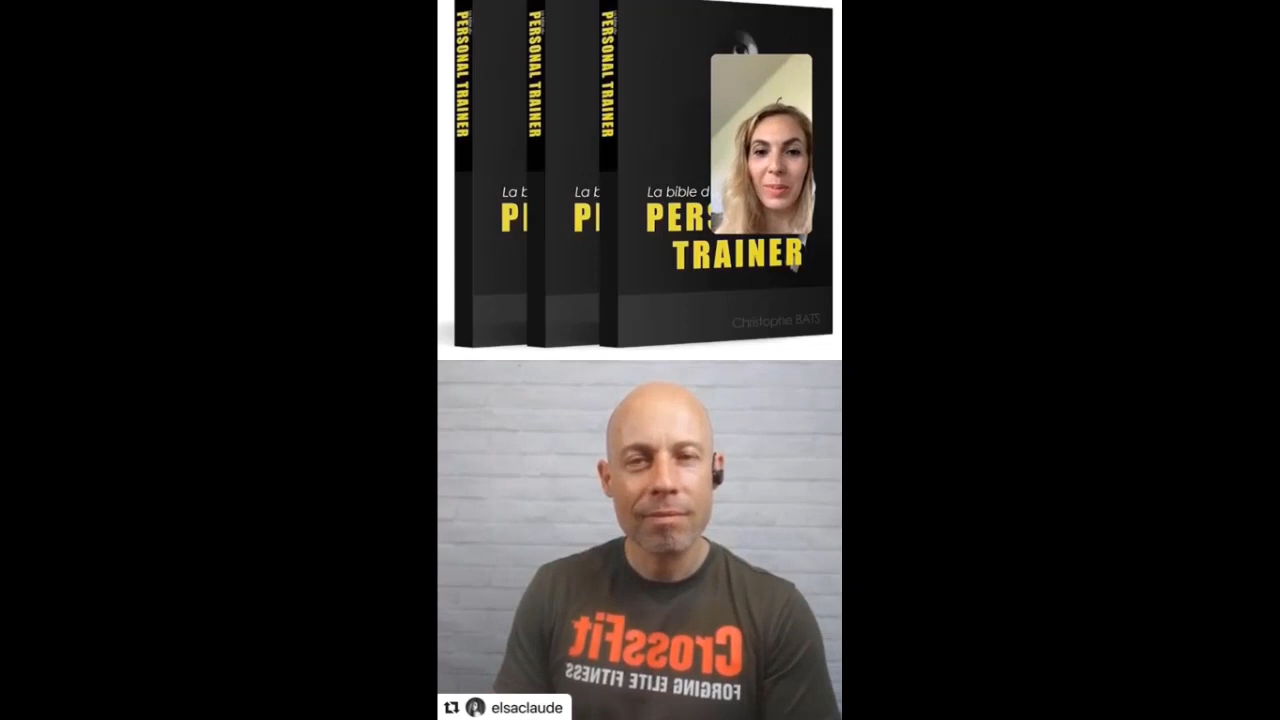 PERSONAL TRAINER
PERSONAL TRAINER
PERSONAL TRAINER
La b
PE
La b
PE
La bible d
PERS
TRAINER
Christophe BATS
CrossFit
FORGING ELITE FITNESS
elsaclaude